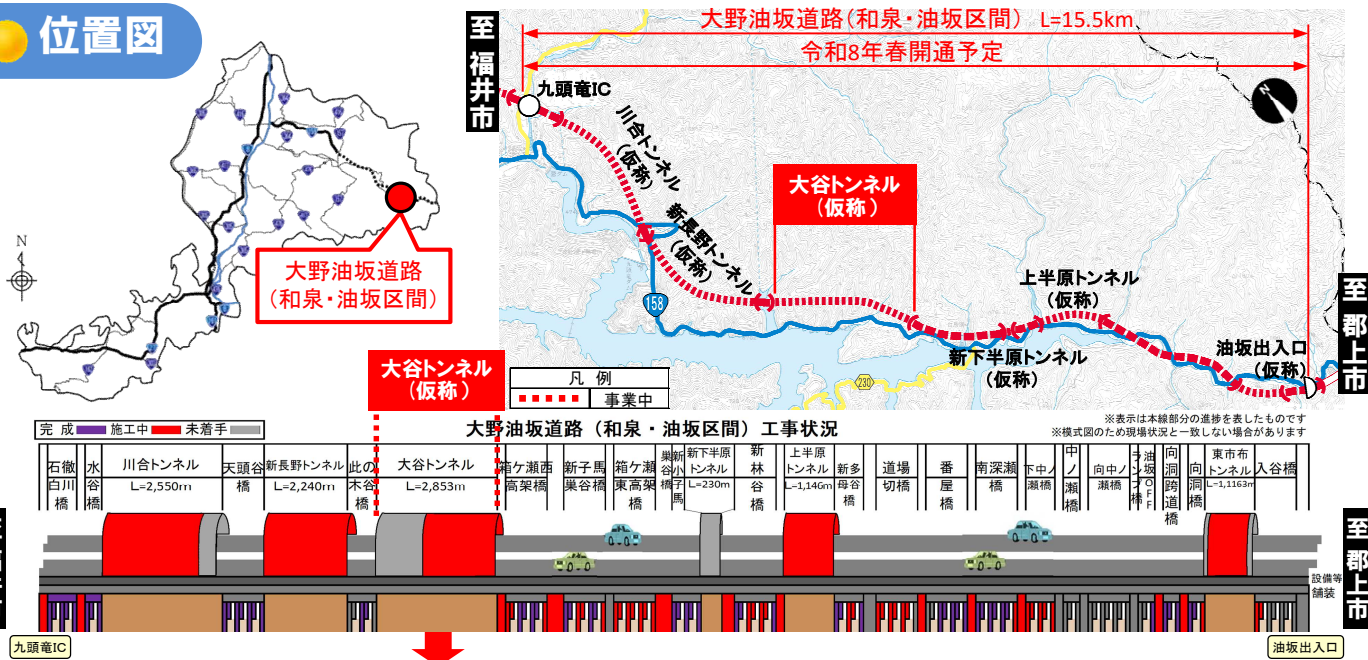 位置図
N
大野油坂道路
(和泉・油坂区間)
至 福井市
大野油坂道路(和泉・油坂区間) L=15.5km
令和8年春開通予定
九頭竜IC
川合トンネル
(仮称)
新長野トンネル
(仮称)
大谷トンネル
(仮称)
158
230
新下半原トンネル
(仮称)
上半原トンネル
(仮称)
油坂出入口
(仮称)
N
至 郡上市
凡 例
事業中
大谷トンネル
(仮称)
完 成 施工中 未着手
大野油坂道路(和泉・油坂区間)工事状況
※表示は本線部分の進捗を表したものです
※模式図のため現場状況と一致しない場合があります
石徹白川橋
水谷橋
川合トンネル
L=2,550m
天頭谷橋
新長野トンネル
L=2,240m
此の木谷橋
大谷トンネル
L=2,853m
箱ケ瀬西高架橋
新子馬巣谷橋
箱ケ瀬東高架橋
新下半原トンネル
L=230m
新林谷橋
上半原トンネル
L=1,146m
新多母谷橋
道場切橋
番屋橋
南深瀬橋
下中ノ瀬橋
中ノ瀬橋
向中ノ瀬橋
油坂OFFランプ橋
向洞跨道橋
向洞橋
東市布トンネル
L=1,1163m
入谷橋
設備等
舗装
至 郡上市
九頭竜IC
油坂出入口